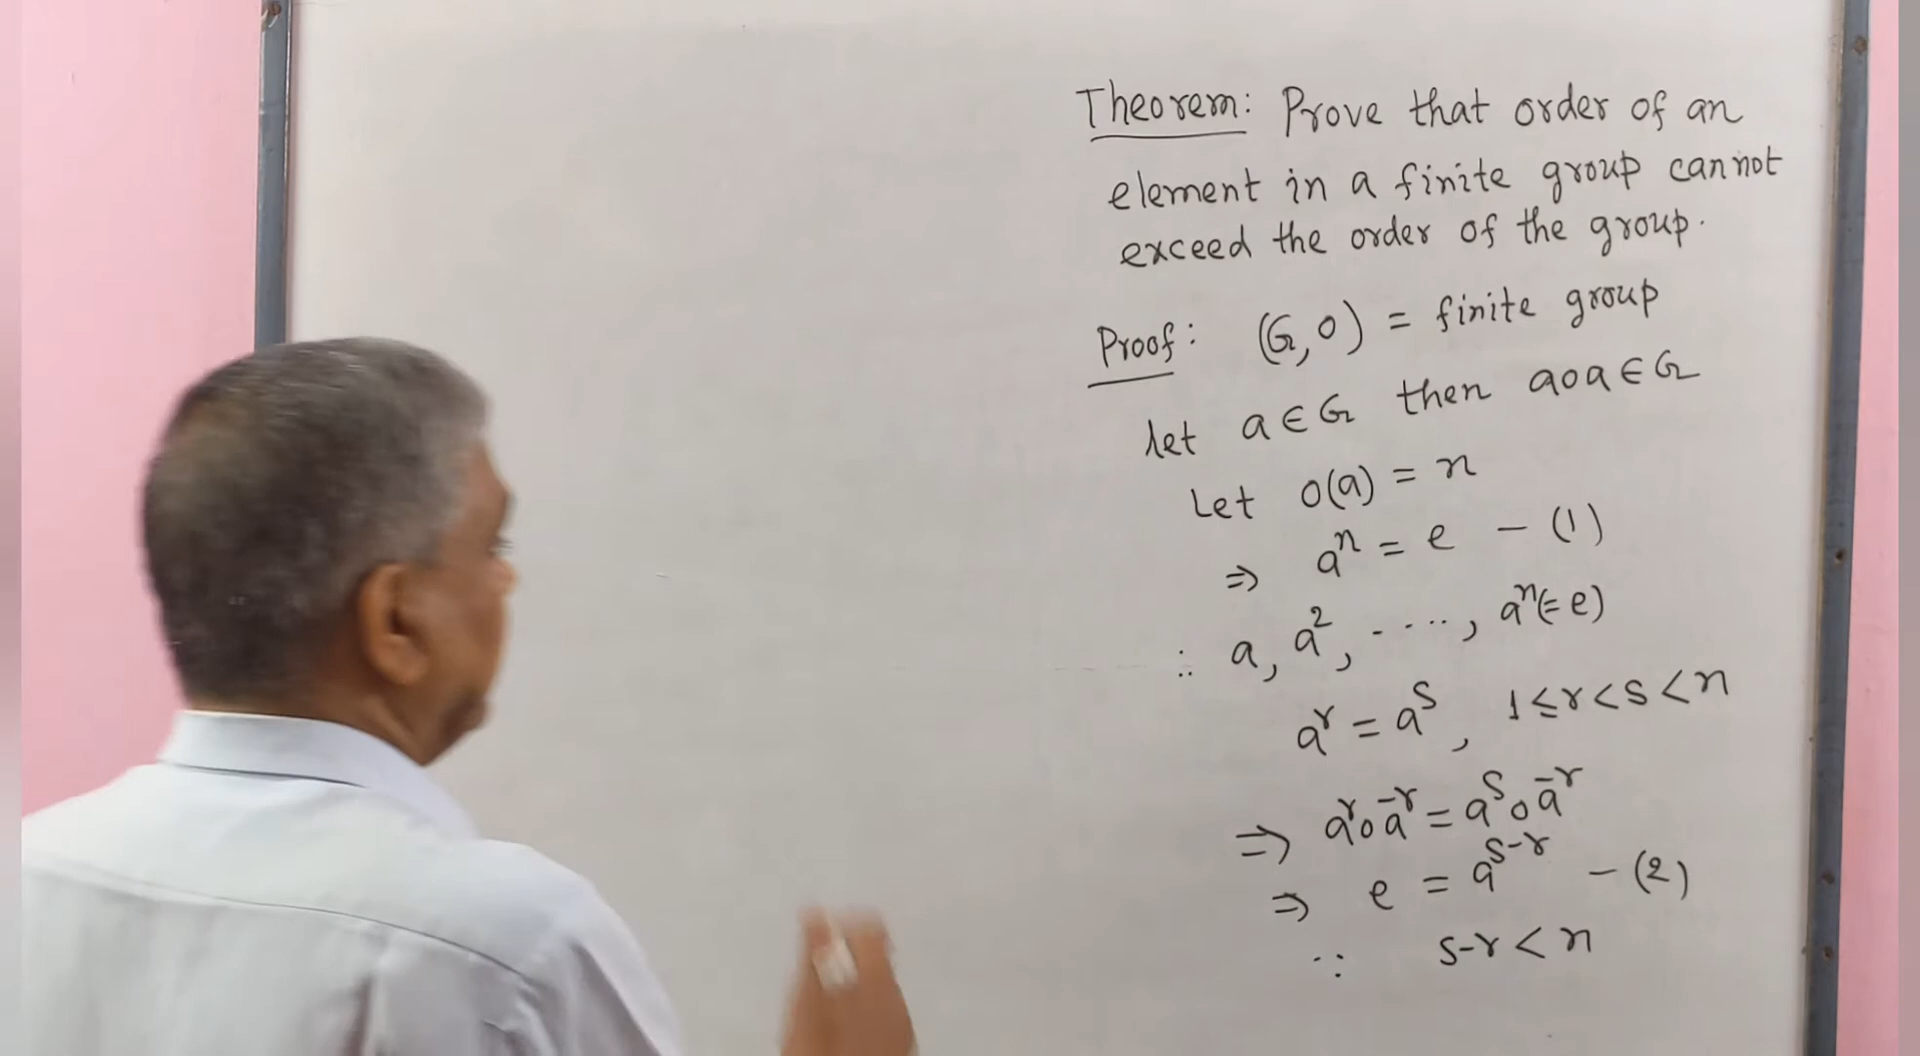 Theorem: Prove that order of an
element in a finite group cannot
exceed the order of the group.
Proof: (G, o) = finite group
let a ∈ G then aoa ∈ G
Let o(a) = n
⇒ aⁿ = e – (1)
∴ a, a², ----, aⁿ(= e)
aʳ = aˢ, 1 ≤ r < s < n
⇒ aʳoa⁻ʳ = aˢoa⁻ʳ
⇒ e = aˢ⁻ʳ – (2)
∵ s-r < n